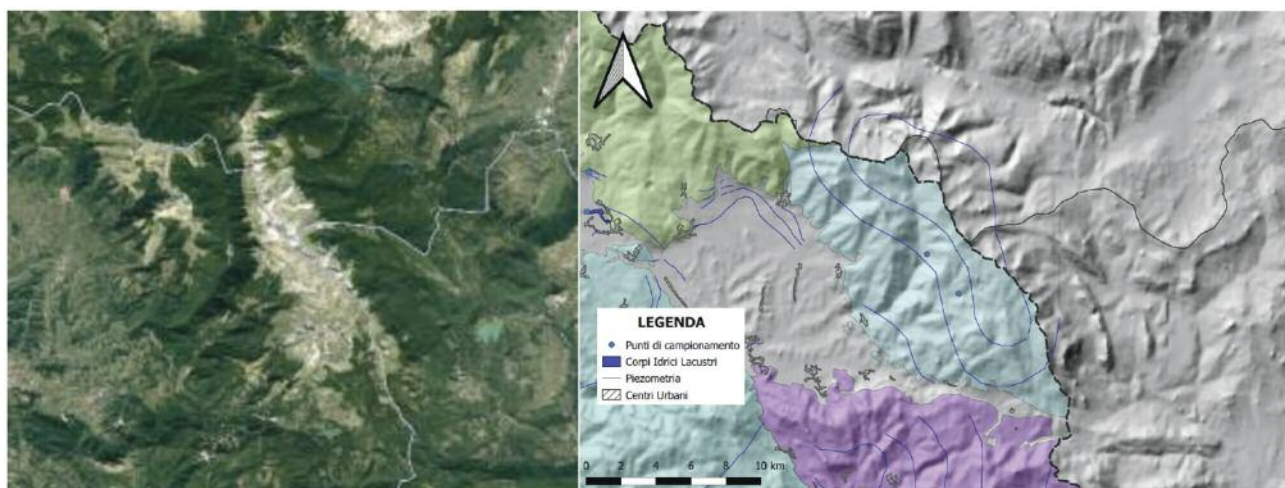 LEGENDA
Punti di campionamento
Corpi Idrici Lacustri
Piezometria
Centri Urbani
0 2 4 6 8 10 km